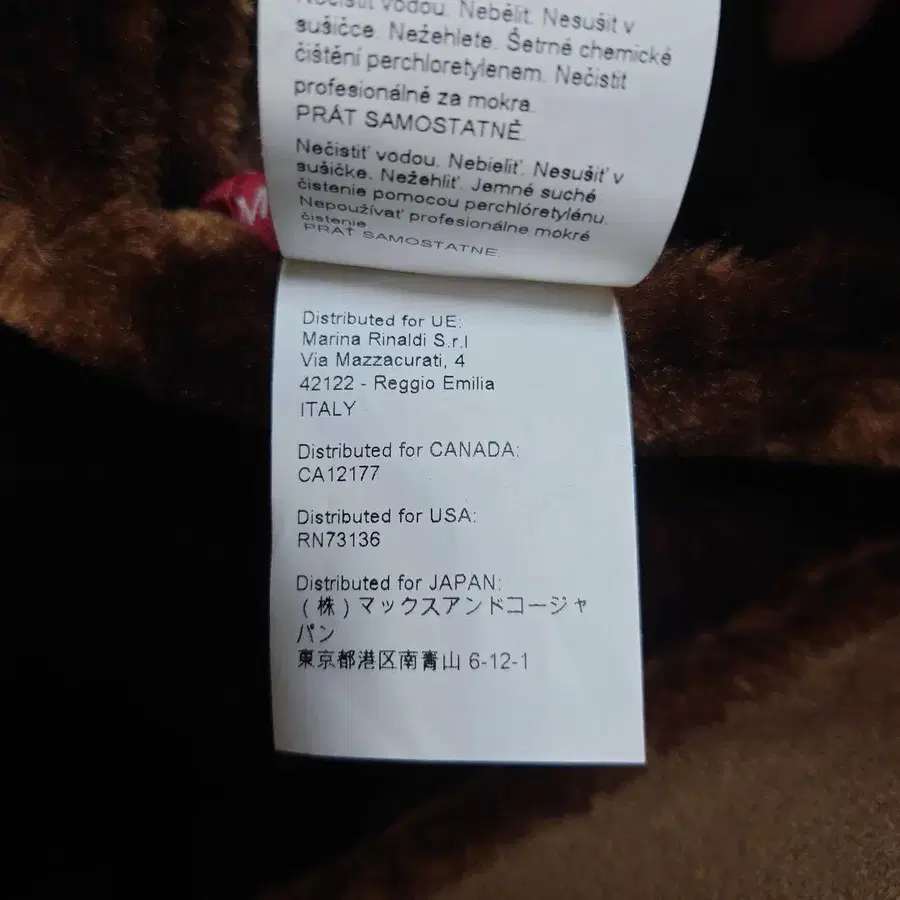 Nečistit vodou. Nebělit. Nesušit v
sušičce. Nežehlete. Šetrné chemické
čištění perchloretylenem. Nečistit
profesionálně za mokra.
PRÁT SAMOSTATNĚ.
Nečistiť vodou. Nebieliť. Nesušiť v
sušičke. Nežehliť. Jemné suché
čistenie pomocou perchlóretylénu.
Nepoužívať profesionálne mokré
čistenie
PRAŤ SAMOSTATNE.
Distributed for UE:
Marina Rinaldi S.r.l
Via Mazzacurati, 4
42122 - Reggio Emilia
ITALY
Distributed for CANADA:
CA12177
Distributed for USA:
RN73136
Distributed for JAPAN:
(株)マックスアンドコージャ
パン
東京都港区南青山 6-12-1